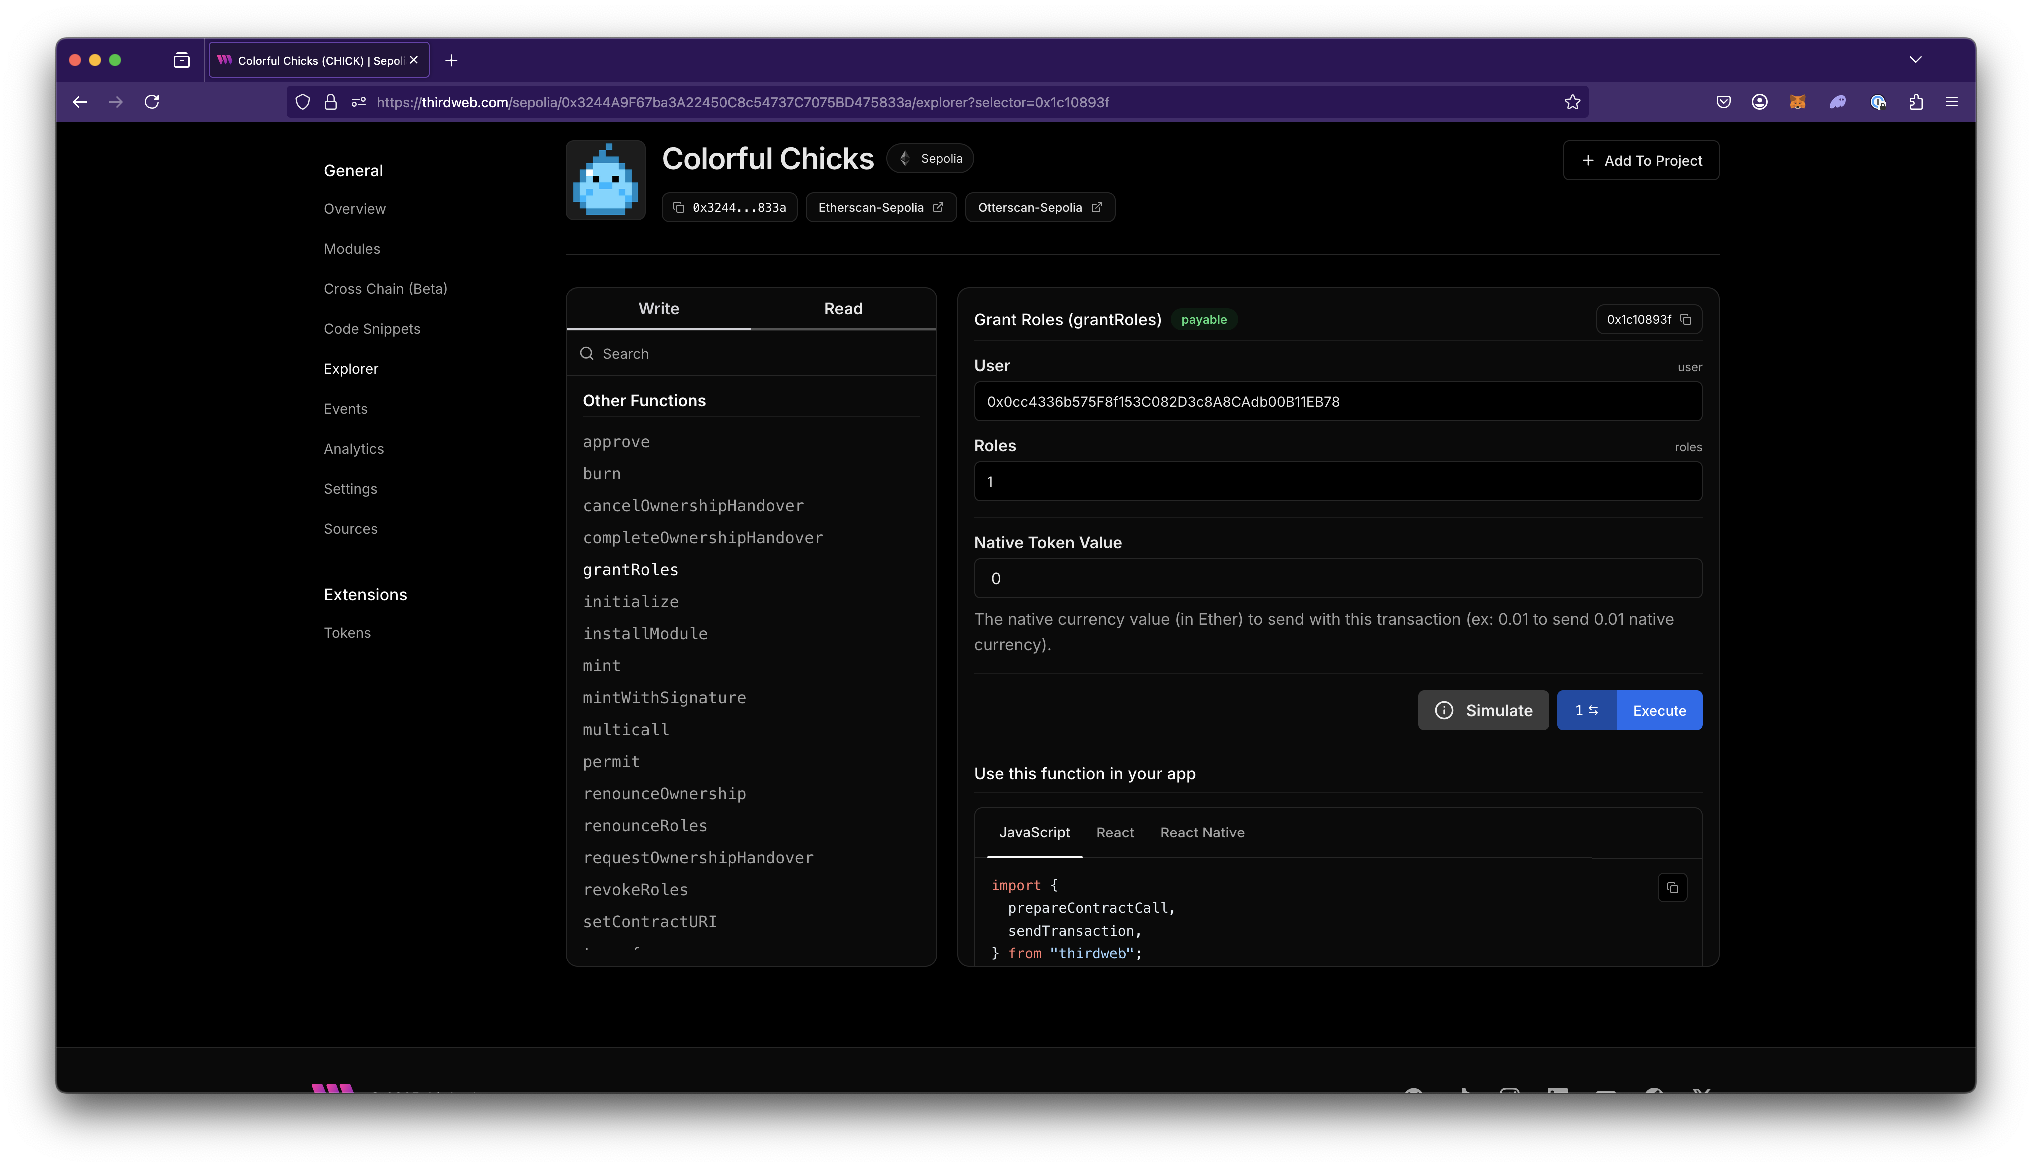 Colorful Chicks (CHICK) | Sepoli
https://thirdweb.com/sepolia/0x3244A9F67ba3A22450C8c54737C7075BD475833a/explorer?selector=0x1c10893f
General
Overview
Modules
Cross Chain (Beta)
Code Snippets
Explorer
Events
Analytics
Settings
Sources
Extensions
Tokens
Colorful Chicks
Sepolia
Add To Project
0x3244...833a
Etherscan-Sepolia
Otterscan-Sepolia
Write
Read
Search
Other Functions
approve
burn
cancelOwnershipHandover
completeOwnershipHandover
grantRoles
initialize
installModule
mint
mintWithSignature
multicall
permit
renounceOwnership
renounceRoles
requestOwnershipHandover
revokeRoles
setContractURI
Grant Roles (grantRoles)
payable
0x1c10893f
User
user
0x0cc4336b575F8f153C082D3c8A8CAdb00B11EB78
Roles
roles
1
Native Token Value
0
The native currency value (in Ether) to send with this transaction (ex: 0.01 to send 0.01 native
currency).
Simulate
1
Execute
Use this function in your app
JavaScript
React
React Native
import {
prepareContractCall,
sendTransaction,
} from "thirdweb";